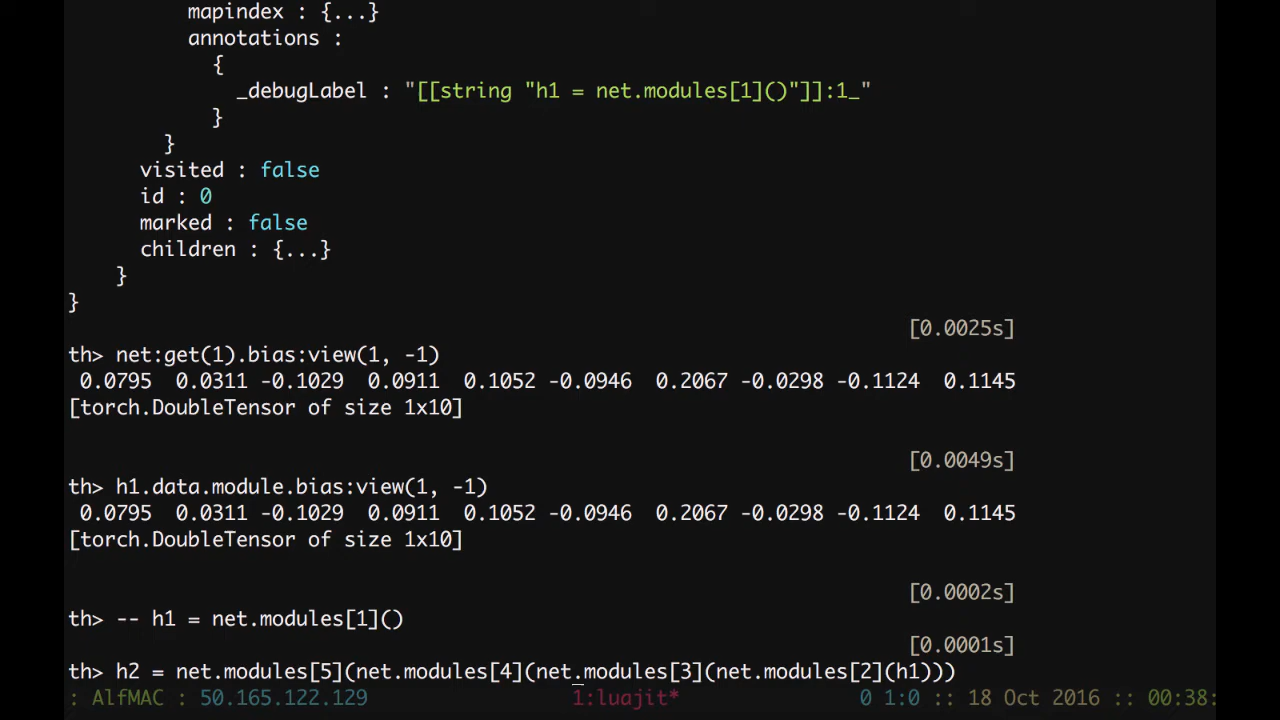 mapindex : {...}
annotations :
{
_debugLabel : "[[string "h1 = net.modules[1]()"]]:1_"
}
}
visited : false
id : 0
marked : false
children : {...}
}
}
[0.0025s]
th> net:get(1).bias:view(1, -1)
0.0795 0.0311 -0.1029 0.0911 0.1052 -0.0946 0.2067 -0.0298 -0.1124 0.1145
[torch.DoubleTensor of size 1x10]
[0.0049s]
th> h1.data.module.bias:view(1, -1)
0.0795 0.0311 -0.1029 0.0911 0.1052 -0.0946 0.2067 -0.0298 -0.1124 0.1145
[torch.DoubleTensor of size 1x10]
[0.0002s]
th> -- h1 = net.modules[1]()
[0.0001s]
th> h2 = net.modules[5](net.modules[4](net.modules[3](net.modules[2](h1))))
: AlfMAC : 50.165.122.129 1:luajit* 0 1:0 :: 18 Oct 2016 :: 00:38: